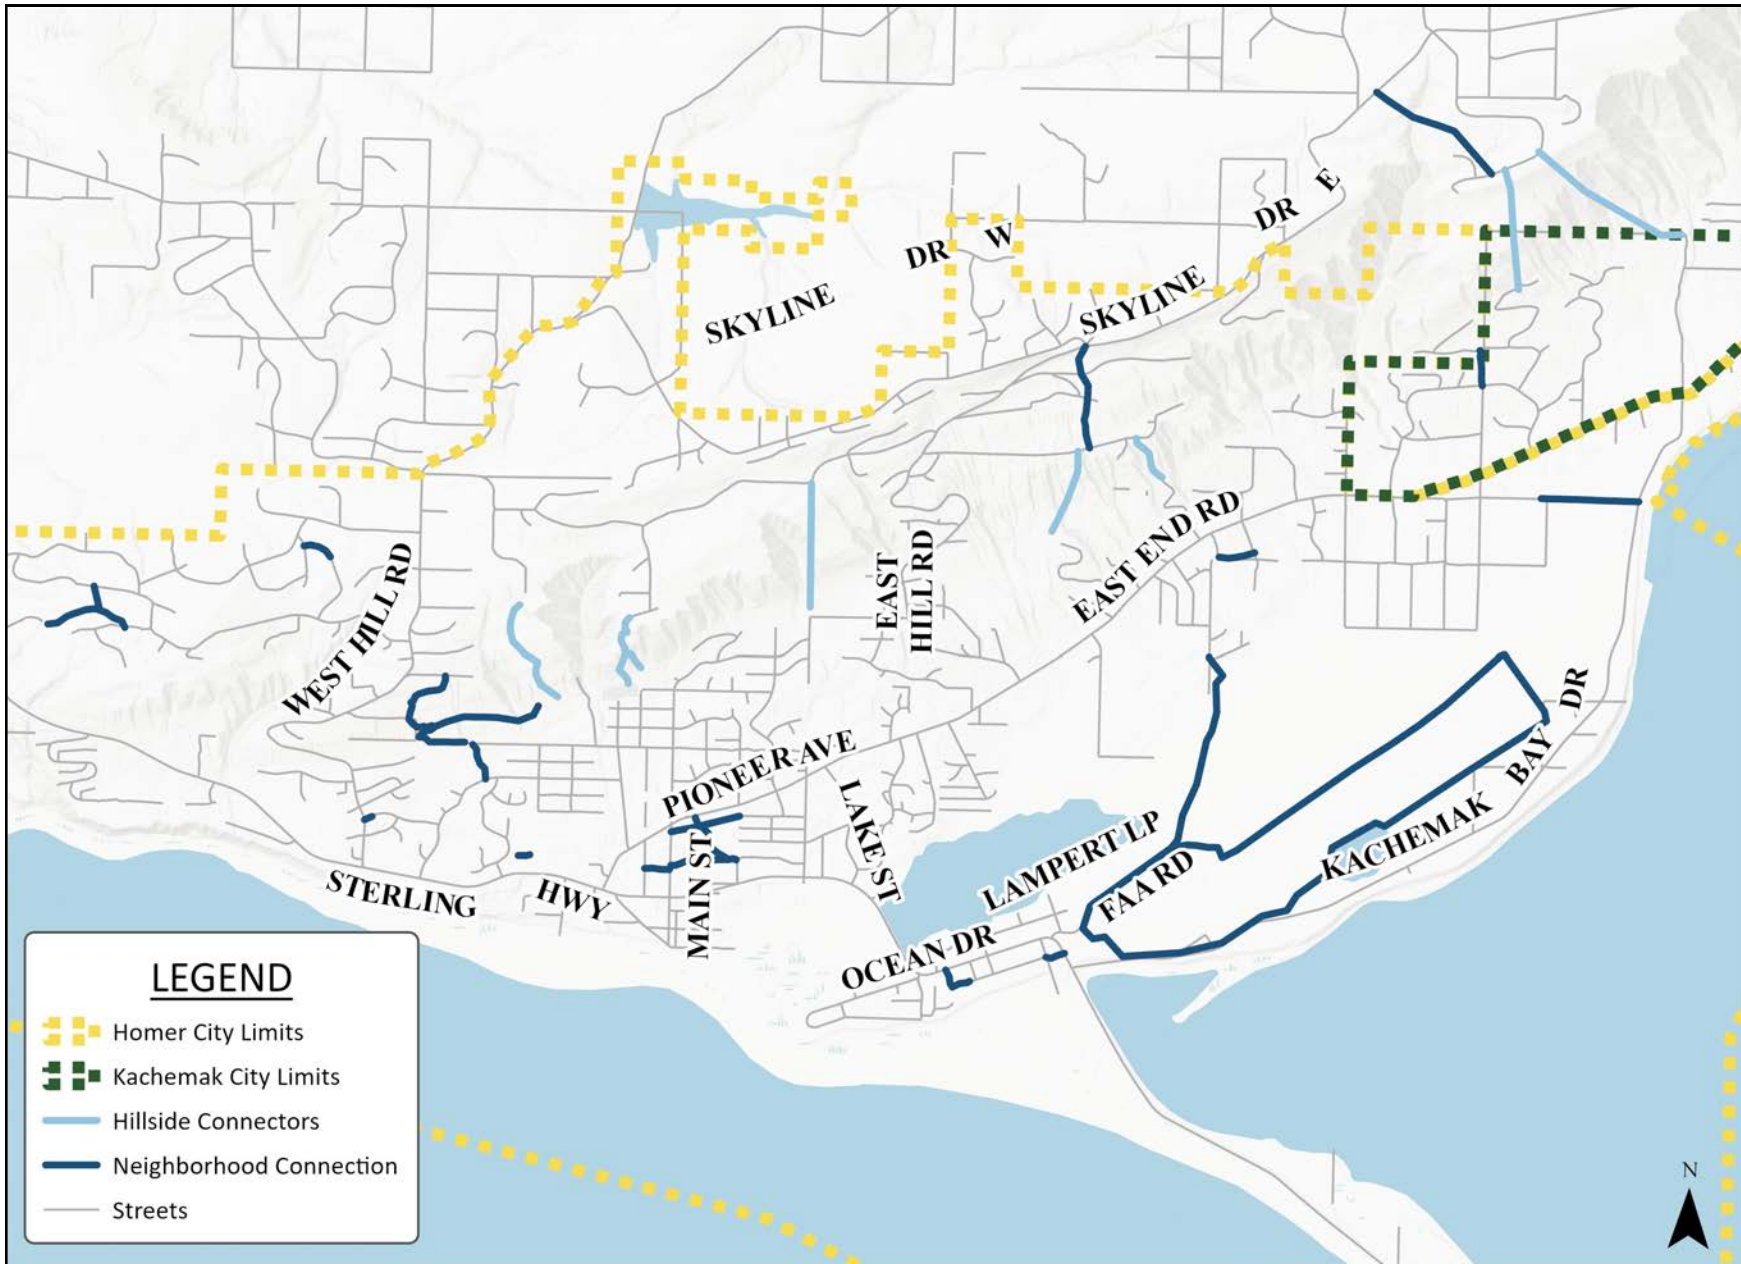 DR E
DR W
SKYLINE
SKYLINE
EAST END RD
EAST
HILL RD
WEST HILL RD
PIONEER AVE
LAKE ST
MAIN ST
LAMPERT LP
FAA RD
KACHEMAK BAY DR
STERLING HWY
OCEAN DR
LEGEND
Homer City Limits
Kachemak City Limits
Hillside Connectors
Neighborhood Connection
Streets
N